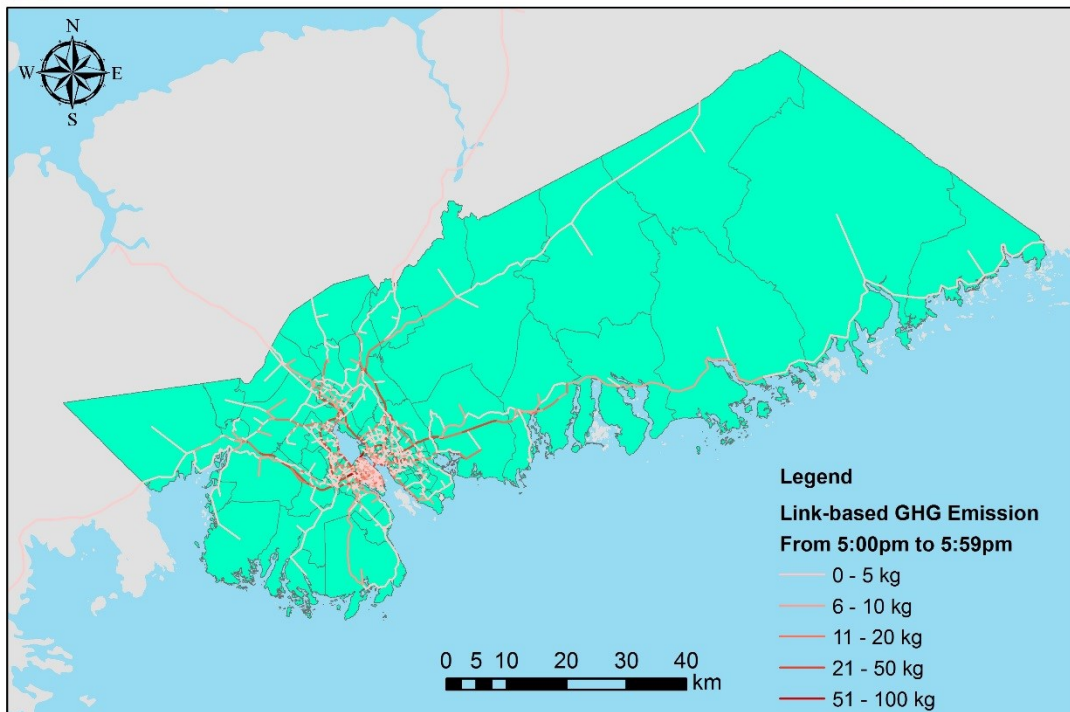 N
W E
S
Legend
Link-based GHG Emission
From 5:00pm to 5:59pm
0 - 5 kg
6 - 10 kg
11 - 20 kg
21 - 50 kg
51 - 100 kg
0 5 10 20 30 40
km